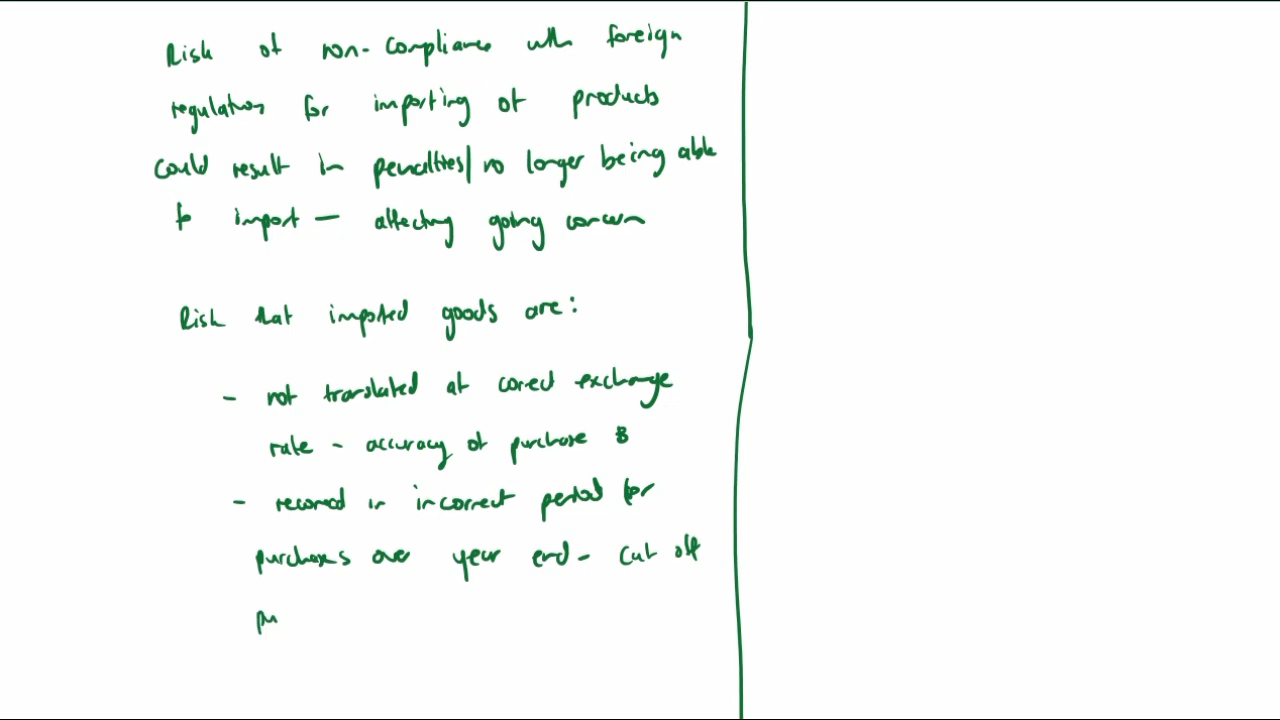 Risk of non-compliance with foreign
regulations for importing of products
could result in penalties/no longer being able
to import — affecting going concern
Risk that imported goods are:
- not translated at correct exchange
rate - accuracy of purchase
- recorded in incorrect period for
purchases over year end - cut off
pu